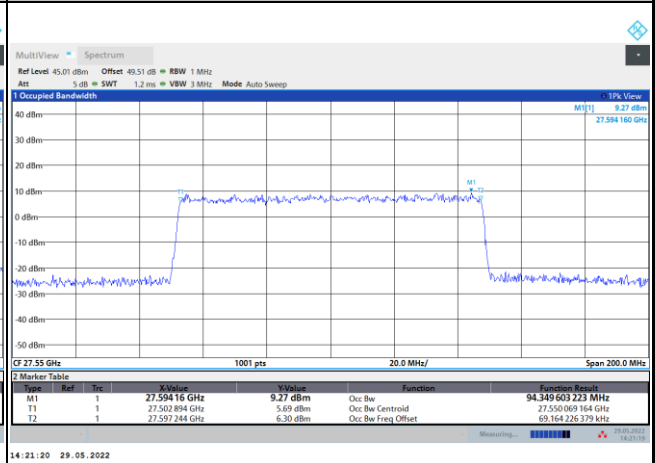 MultiView Spectrum
Ref Level 45.01 dBm Offset 49.51 dB RBW 1 MHz
Att 5 dB SWT 1.2 ms VBW 3 MHz Mode Auto Sweep
1 Occupied Bandwidth 1Pk View
M1[1] 9.27 dBm
27.594 160 GHz
40 dBm
30 dBm
20 dBm
10 dBm
0 dBm
-10 dBm
-20 dBm
-30 dBm
-40 dBm
-50 dBm
T1
M1
T2
CF 27.55 GHz 1001 pts 20.0 MHz/ Span 200.0 MHz
2 Marker Table
Type Ref Trc X-Value Y-Value Function Function Result
M1 1 27.594 16 GHz 9.27 dBm Occ Bw 94.349 603 223 MHz
T1 1 27.502 894 GHz 5.69 dBm Occ Bw Centroid 27.550 069 164 GHz
T2 1 27.597 244 GHz 6.30 dBm Occ Bw Freq Offset 69.164 226 379 kHz
Measuring... 29.05.2022
14:21:19
14:21:20 29.05.2022